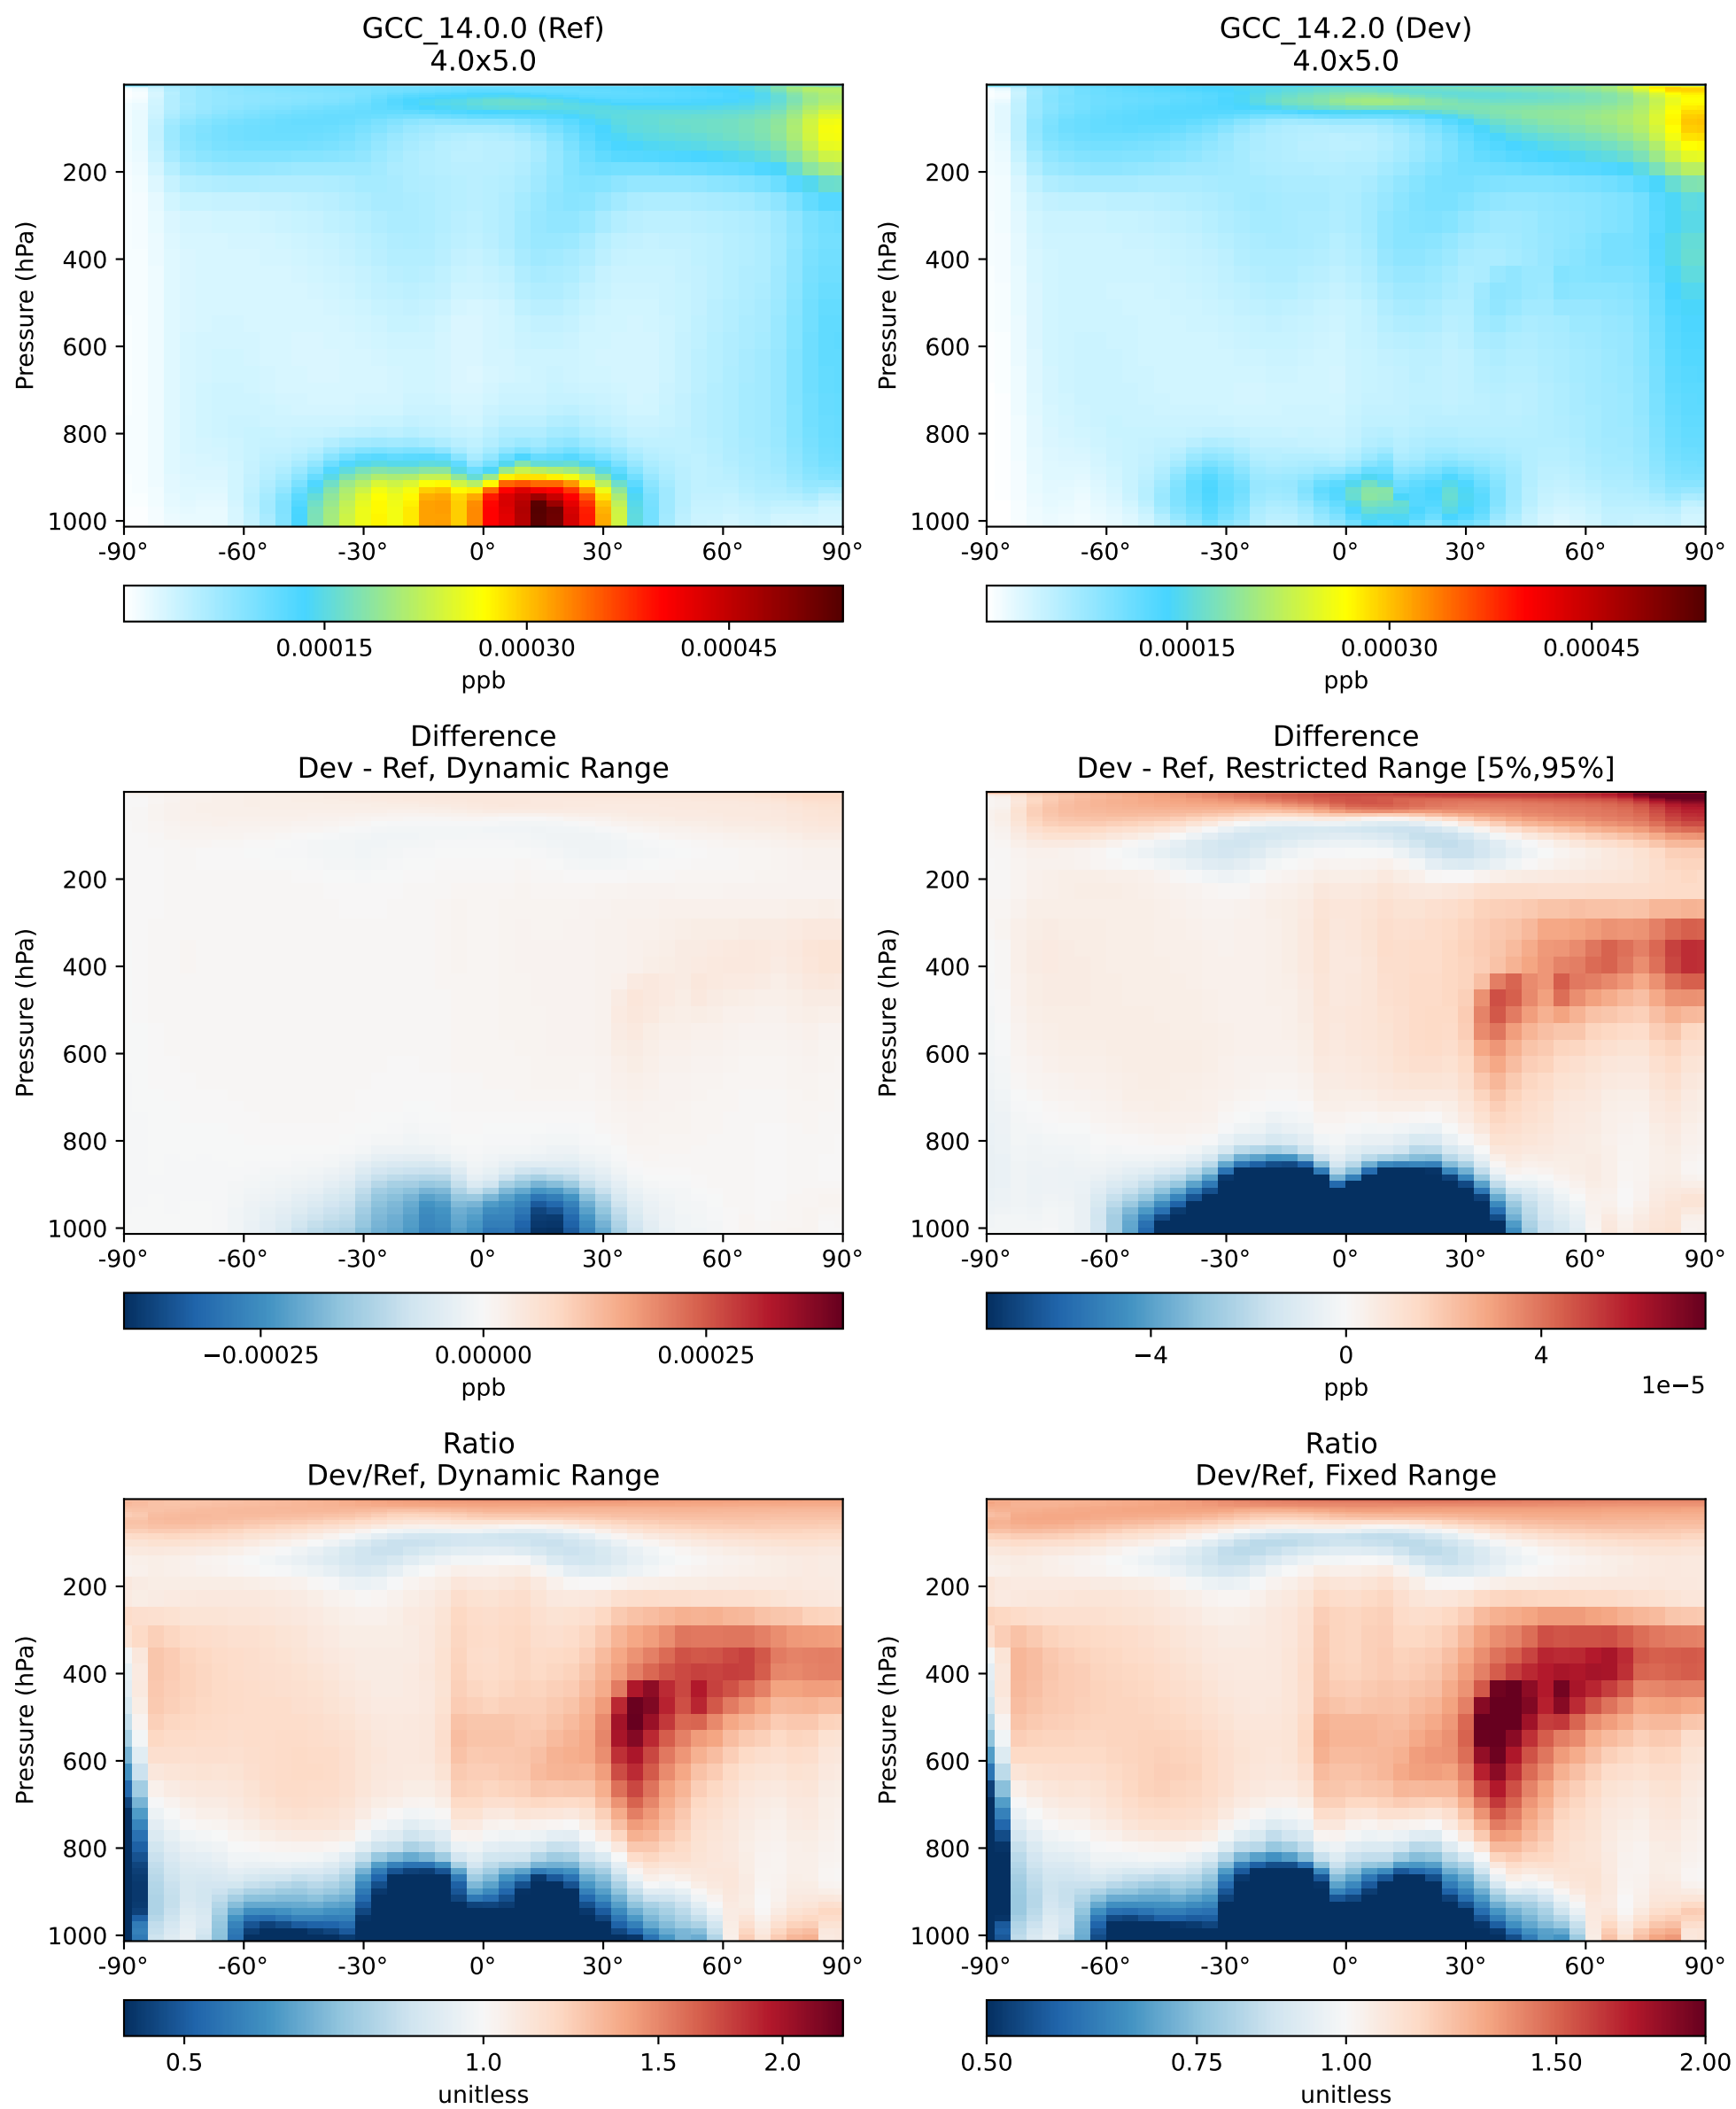 GCC_14.0.0 (Ref)
4.0x5.0
Pressure (hPa)
200
400
600
800
1000
-90° -60° -30° 0° 30° 60° 90°
0.00015 0.00030 0.00045
ppb
GCC_14.2.0 (Dev)
4.0x5.0
Pressure (hPa)
200
400
600
800
1000
-90° -60° -30° 0° 30° 60° 90°
0.00015 0.00030 0.00045
ppb
Difference
Dev - Ref, Dynamic Range
Pressure (hPa)
200
400
600
800
1000
-90° -60° -30° 0° 30° 60° 90°
−0.00025 0.00000 0.00025
ppb
Difference
Dev - Ref, Restricted Range [5%,95%]
Pressure (hPa)
200
400
600
800
1000
-90° -60° -30° 0° 30° 60° 90°
−4 0 4
ppb
1e−5
Ratio
Dev/Ref, Dynamic Range
Pressure (hPa)
200
400
600
800
1000
-90° -60° -30° 0° 30° 60° 90°
0.5 1.0 1.5 2.0
unitless
Ratio
Dev/Ref, Fixed Range
Pressure (hPa)
200
400
600
800
1000
-90° -60° -30° 0° 30° 60° 90°
0.50 0.75 1.00 1.50 2.00
unitless